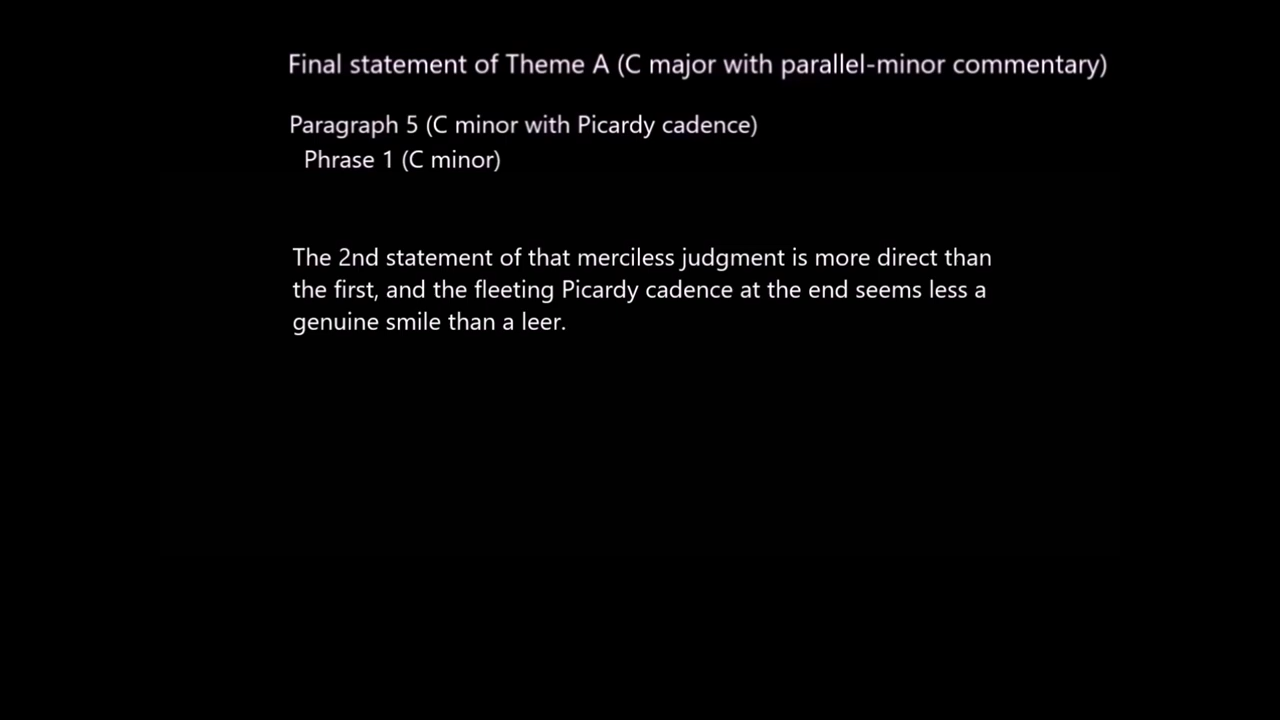 Final statement of Theme A (C major with parallel-minor commentary)
Paragraph 5 (C minor with Picardy cadence)
Phrase 1 (C minor)
The 2nd statement of that merciless judgment is more direct than
the first, and the fleeting Picardy cadence at the end seems less a
genuine smile than a leer.